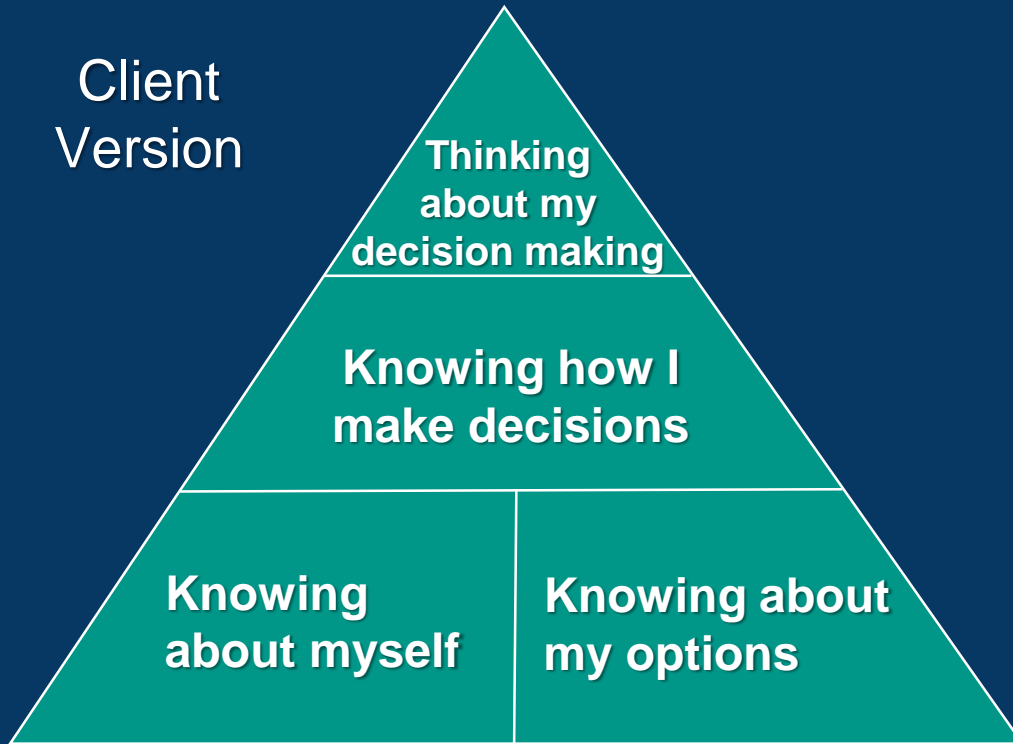 Client
Version
Thinking
about my
decision making
Knowing how I
make decisions
Knowing
about myself
Knowing about
my options